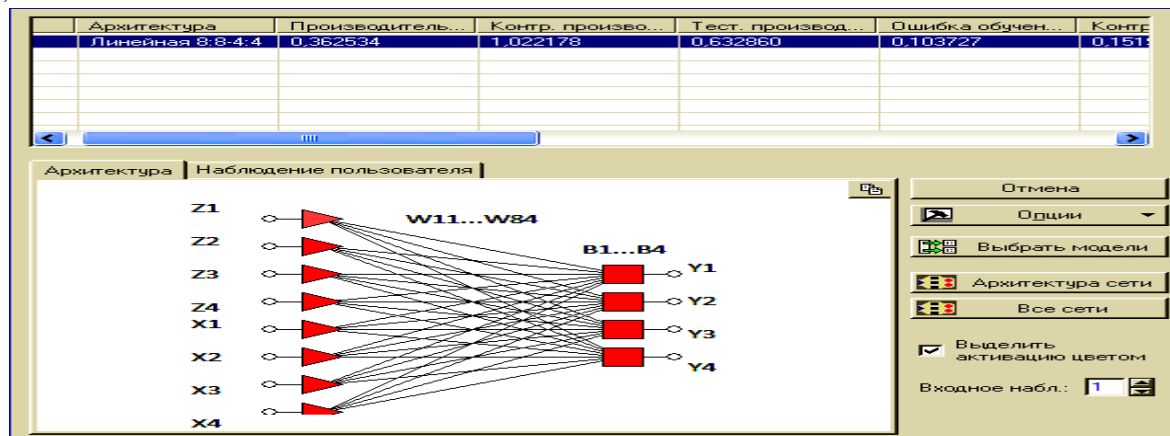 Архитектура Производитель... Контр. произво... Тест. производ... Ошибка обучен... Контр
Линейная 8:8-4:4 0,362534 1,022178 0,632860 0,103727 0,151
Архитектура Наблюдение пользователя
Z1
W11...W84
Z2
B1...B4
Z3
Y1
Z4
Y2
X1
Y3
X2
Y4
X3
X4
Отмена
Опции
Выбрать модели
Архитектура сети
Все сети
Выделить
активацию цветом
Входное набл.: 1